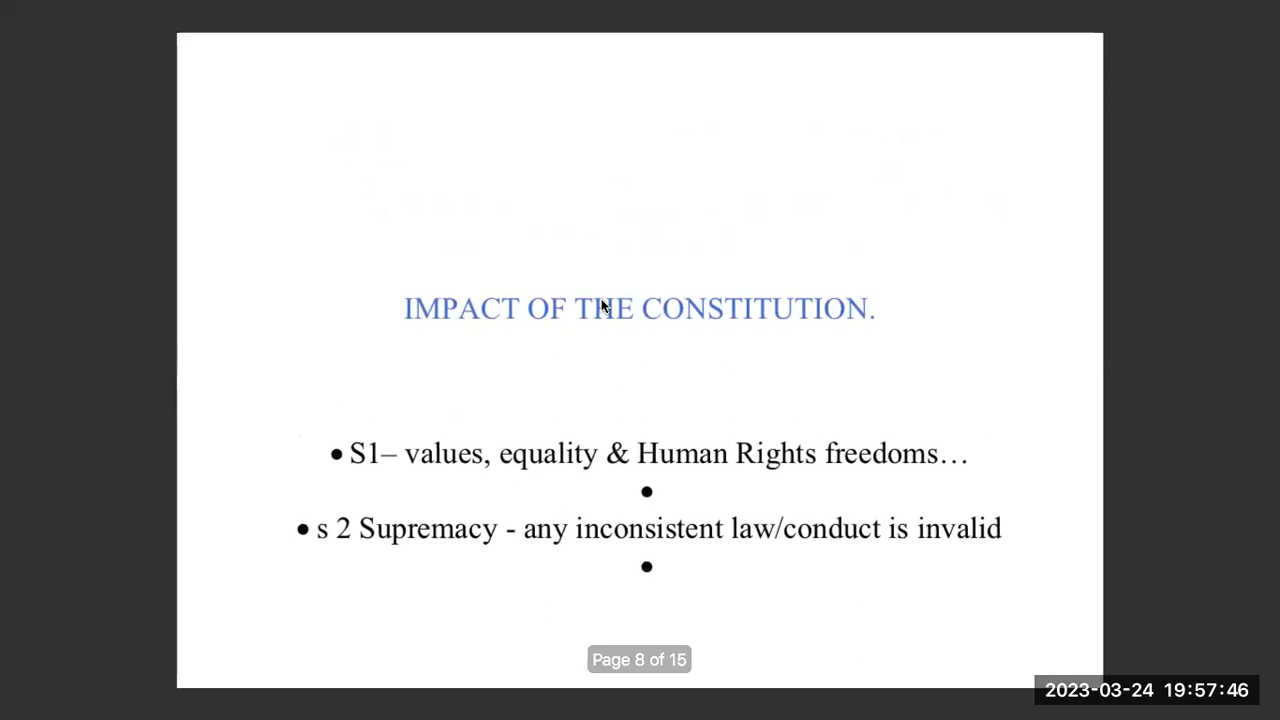 IMPACT OF THE CONSTITUTION.
• S1– values, equality & Human Rights freedoms…
•
• s 2 Supremacy - any inconsistent law/conduct is invalid
•
Page 8 of 15
2023-03-24 19:57:46